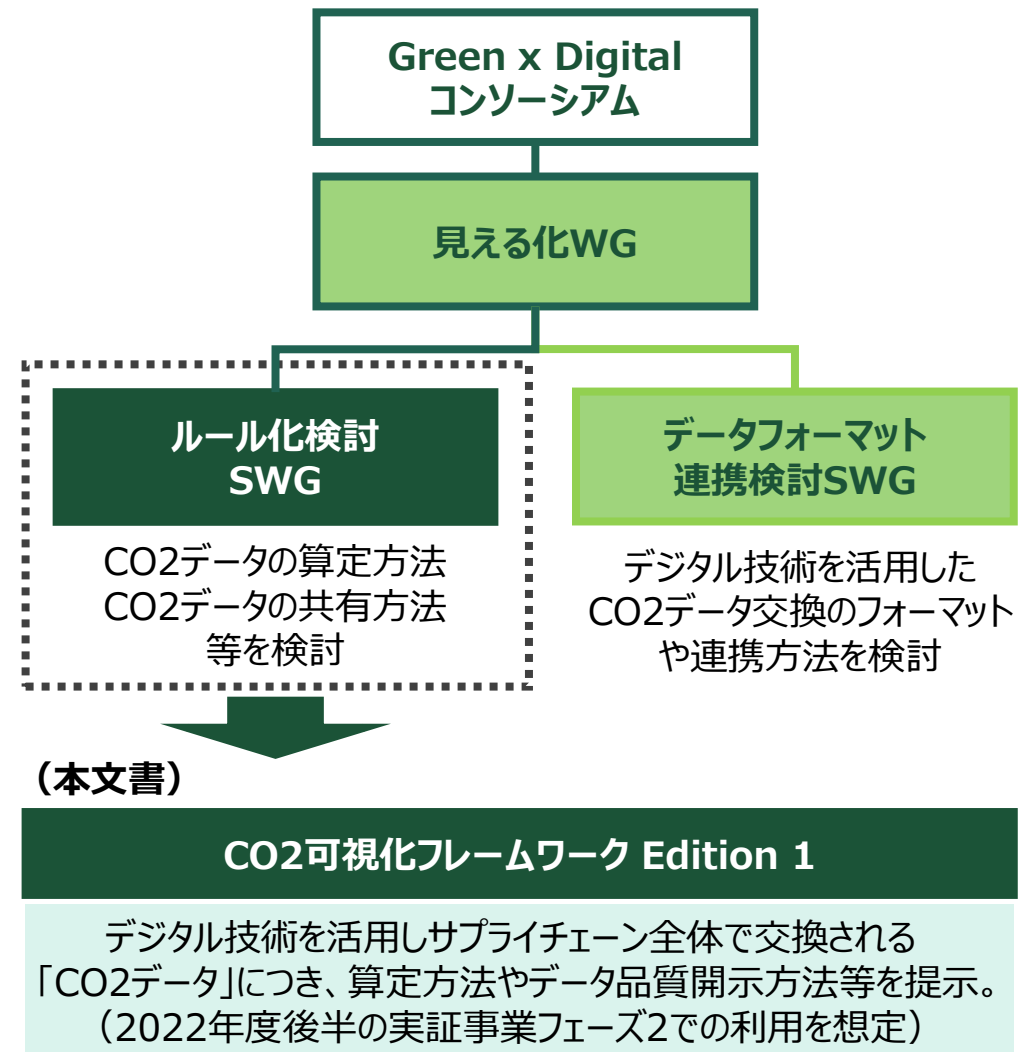 Green x Digital
コンソーシアム
見える化WG
ルール化検討
SWG
CO2データの算定方法
CO2データの共有方法
等を検討
データフォーマット
連携検討SWG
デジタル技術を活用した
CO2データ交換のフォーマット
や連携方法を検討
（本文書）
CO2可視化フレームワーク Edition 1
デジタル技術を活用しサプライチェーン全体で交換される
「CO2データ」につき、算定方法やデータ品質開示方法等を提示。
（2022年度後半の実証事業フェーズ2での利用を想定）